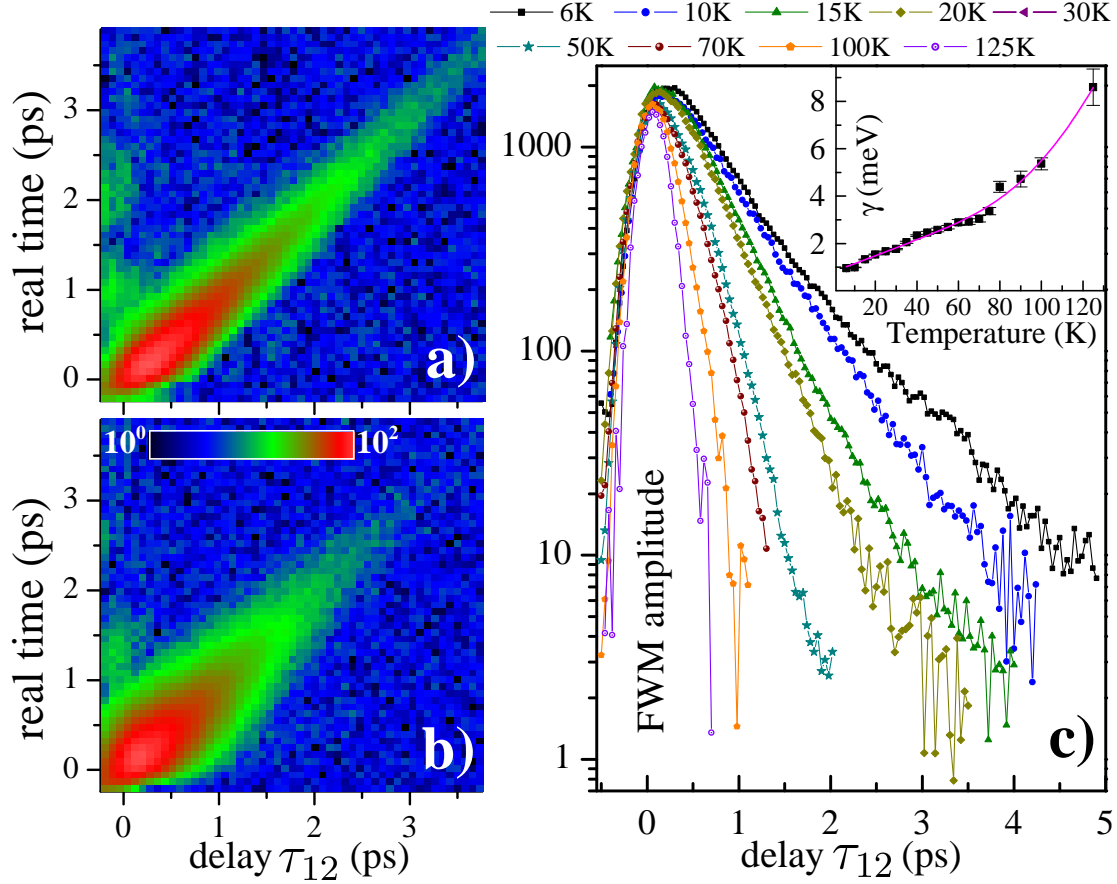 6K 10K 15K 20K 30K
50K 70K 100K 125K
real time (ps)
3
2
1
0
a)
10⁰ 10²
real time (ps)
3
2
1
0
b)
0 1 2 3
delay τ₁₂ (ps)
1000
100
10
1
FWM amplitude
c)
0 1 2 3 4 5
delay τ₁₂ (ps)
γ (meV)
8
6
4
2
20 40 60 80 100 120
Temperature (K)